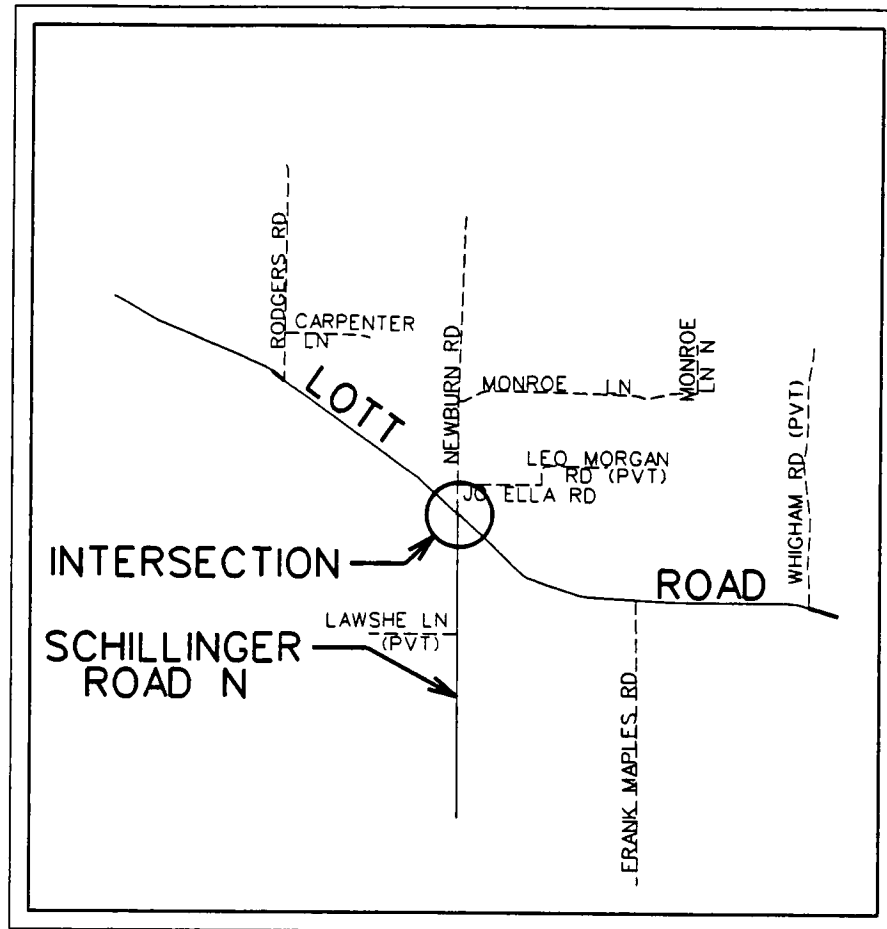 RODGERS RD
CARPENTER
LN
LOTT
NEWBURN RD
MONROE LN
MONROE
LN N
LEO MORGAN
RD (PVT)
JO ELLA RD
WHIGHAM RD (PVT)
INTERSECTION
ROAD
LAWSHE LN
(PVT)
SCHILLINGER
ROAD N
FRANK MAPLES RD